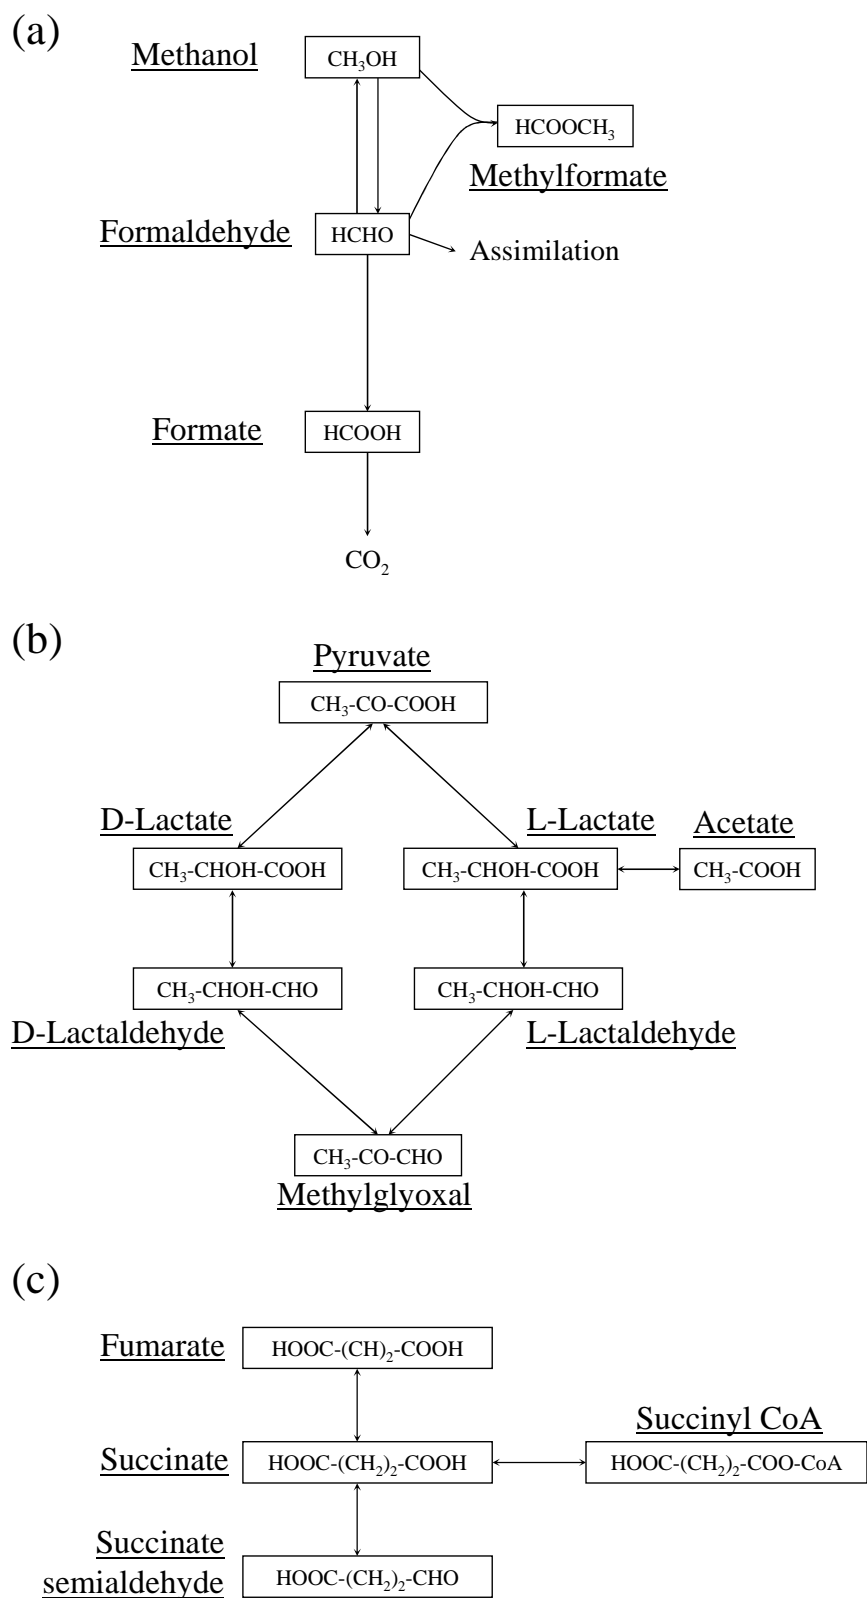 (a)
Methanol
CH₃OH
HCOOCH₃
Methylformate
Formaldehyde
HCHO
Assimilation
Formate
HCOOH
CO₂
(b)
Pyruvate
CH₃-CO-COOH
D-Lactate
L-Lactate
Acetate
CH₃-CHOH-COOH
CH₃-CHOH-COOH
CH₃-COOH
CH₃-CHOH-CHO
CH₃-CHOH-CHO
D-Lactaldehyde
L-Lactaldehyde
CH₃-CO-CHO
Methylglyoxal
(c)
Fumarate
HOOC-(CH)₂-COOH
Succinyl CoA
Succinate
HOOC-(CH₂)₂-COOH
HOOC-(CH₂)₂-COO-CoA
Succinate
semialdehyde
HOOC-(CH₂)₂-CHO